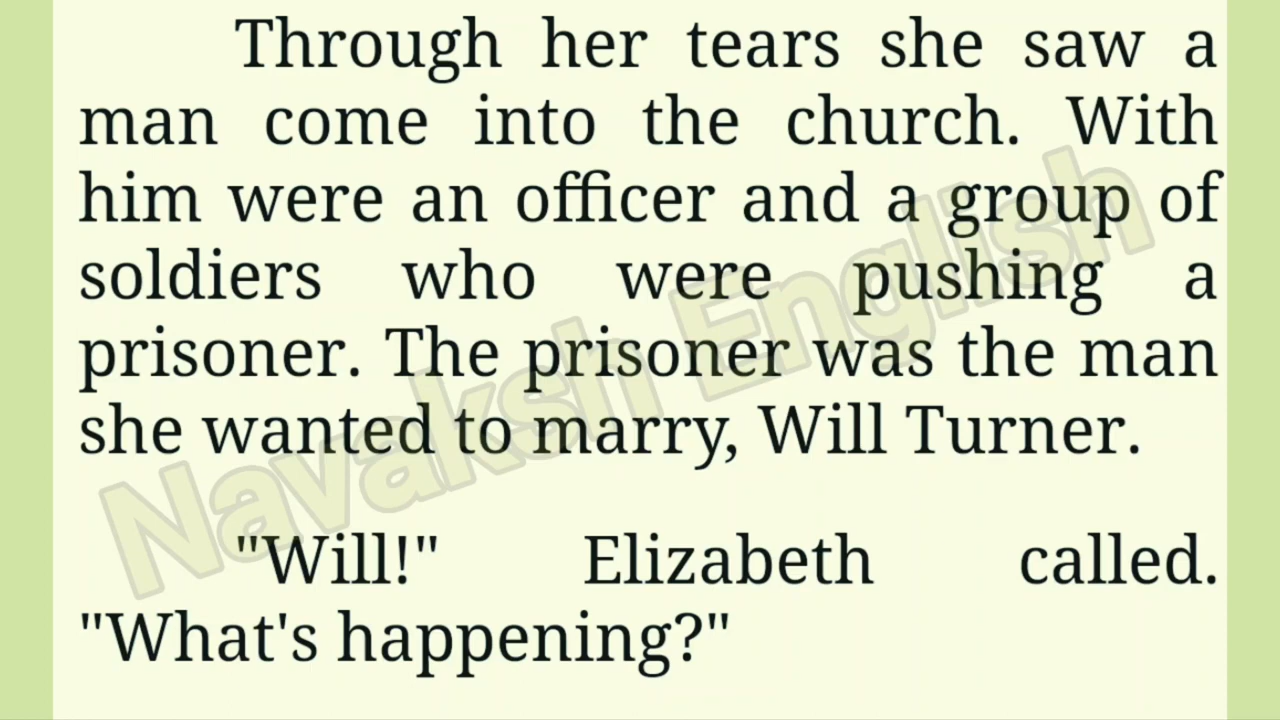 Through her tears she saw a
man come into the church. With
him were an officer and a group of
soldiers who were pushing a
prisoner. The prisoner was the man
she wanted to marry, Will Turner.
"Will!" Elizabeth called.
"What's happening?"
Navaksh English